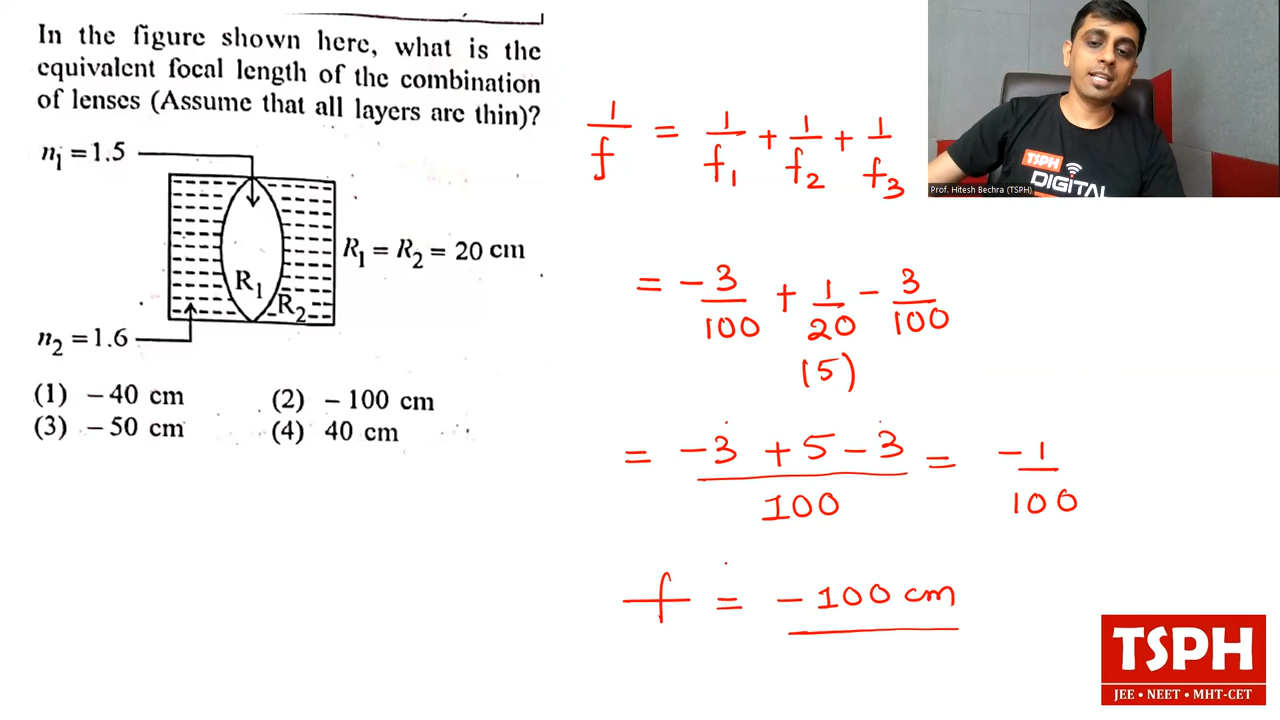 In the figure shown here, what is the
equivalent focal length of the combination
of lenses (Assume that all layers are thin)?
n₁ = 1.5
R₁ = R₂ = 20 cm
R₁
R₂
n₂ = 1.6
(1) – 40 cm (2) – 100 cm
(3) – 50 cm (4) 40 cm
1/f = 1/f₁ + 1/f₂ + 1/f₃
= -3/100 + 1/20 - 3/100
(5)
= (-3 + 5 - 3)/100 = -1/100
f = -100 cm
TSPH
DIGITAL
Prof. Hitesh Bechra (TSPH)
TSPH
JEE • NEET • MHT-CET